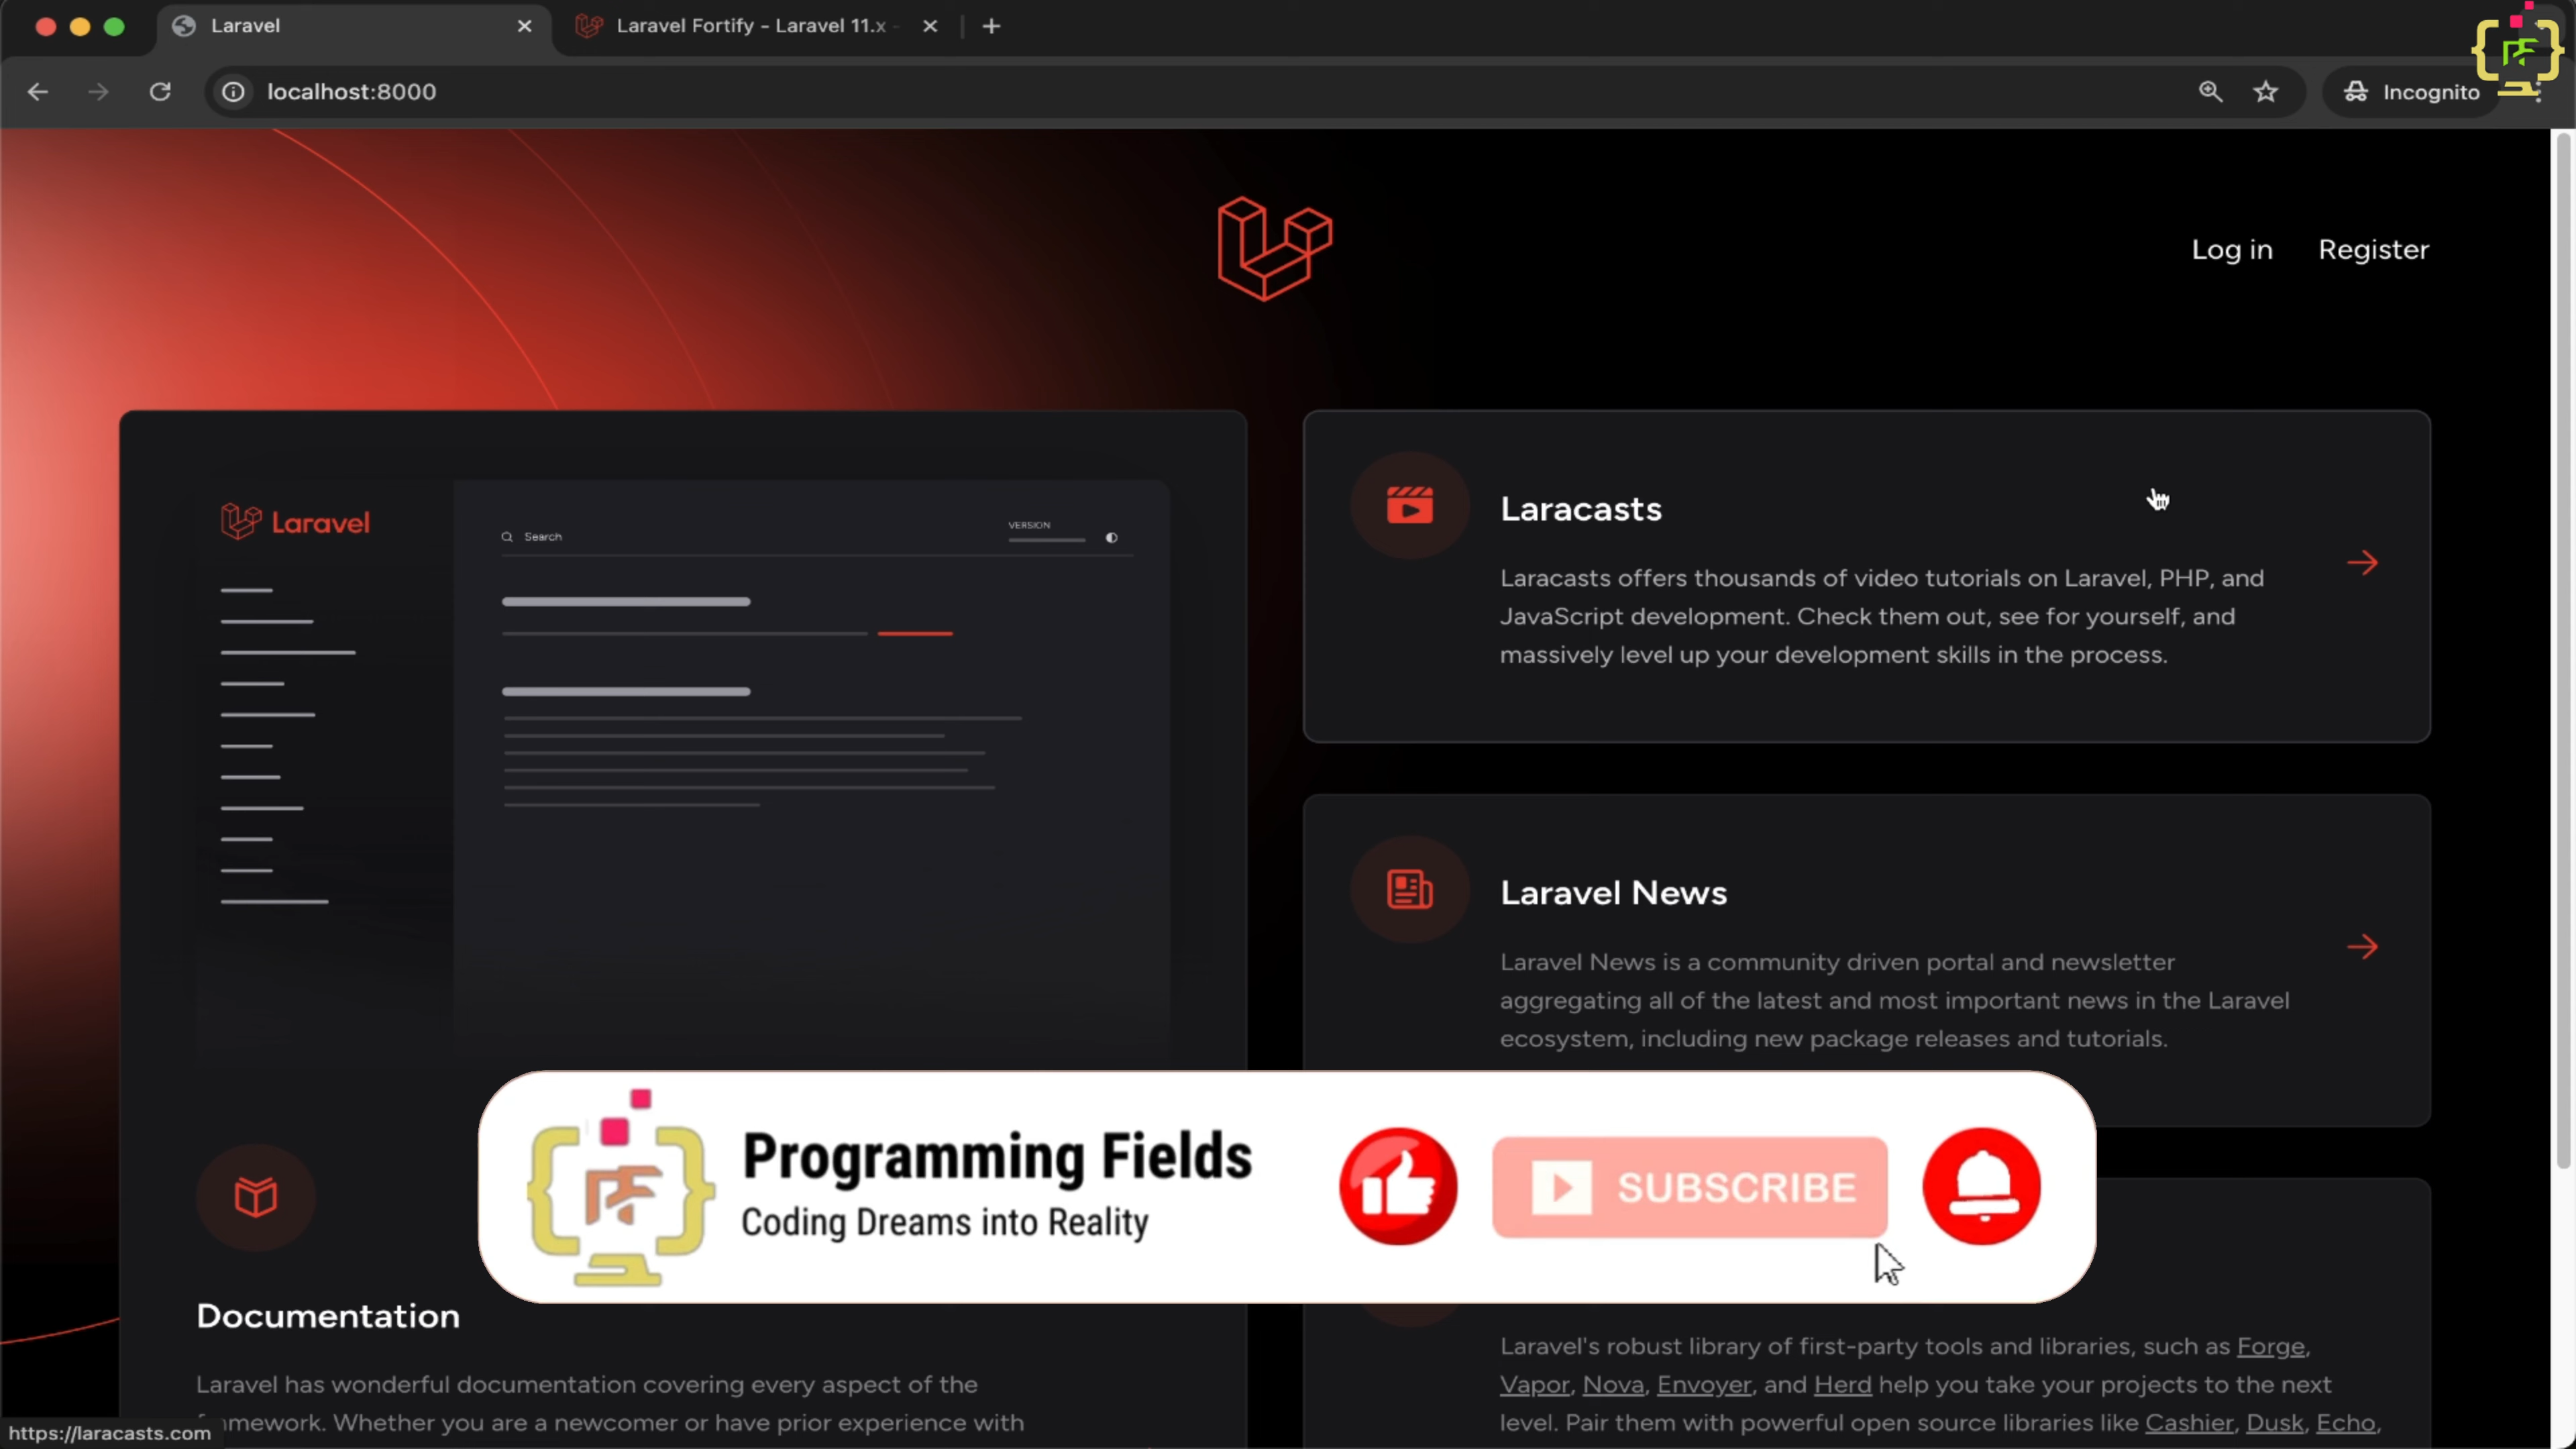 Laravel
Laravel Fortify - Laravel 11.x -
localhost:8000
Incognito
Log in
Register
Laravel
Search
VERSION
Laracasts
Laracasts offers thousands of video tutorials on Laravel, PHP, and
JavaScript development. Check them out, see for yourself, and
massively level up your development skills in the process.
Laravel News
Laravel News is a community driven portal and newsletter
aggregating all of the latest and most important news in the Laravel
ecosystem, including new package releases and tutorials.
Programming Fields
Coding Dreams into Reality
SUBSCRIBE
Documentation
Laravel has wonderful documentation covering every aspect of the
framework. Whether you are a newcomer or have prior experience with
Laravel's robust library of first-party tools and libraries, such as Forge,
Vapor, Nova, Envoyer, and Herd help you take your projects to the next
level. Pair them with powerful open source libraries like Cashier, Dusk, Echo,
https://laracasts.com